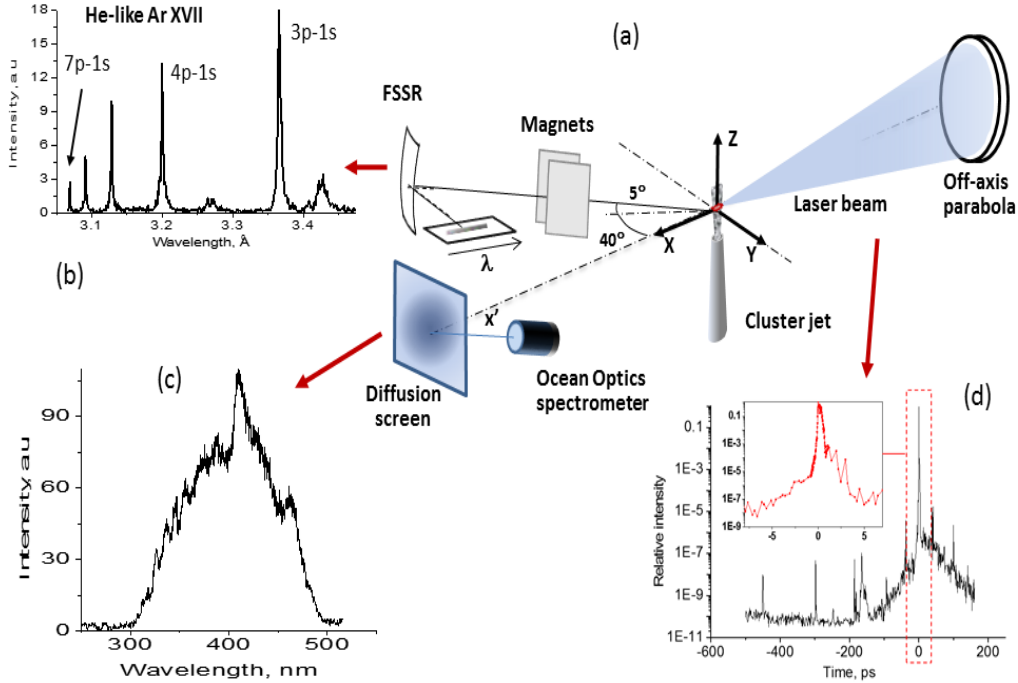 He-like Ar XVII
18
15
12
9
6
3
0
Intensity,au
7p-1s
4p-1s
3p-1s
3.1
3.2
3.3
3.4
Wavelength, Å
(b)
(a)
FSSR
Magnets
λ
5°
40°
Z
X
Y
Laser beam
Off-axis
parabola
Cluster jet
x'
Diffusion
screen
Ocean Optics
spectrometer
(c)
90
60
30
0
Intensity, au
300
400
500
Wavelength, nm
(d)
0.1
1E-3
1E-5
1E-7
1E-9
1E-11
Relative intensity
0.1
1E-3
1E-5
1E-7
1E-9
-5
0
5
-600
-400
-200
0
200
Time, ps